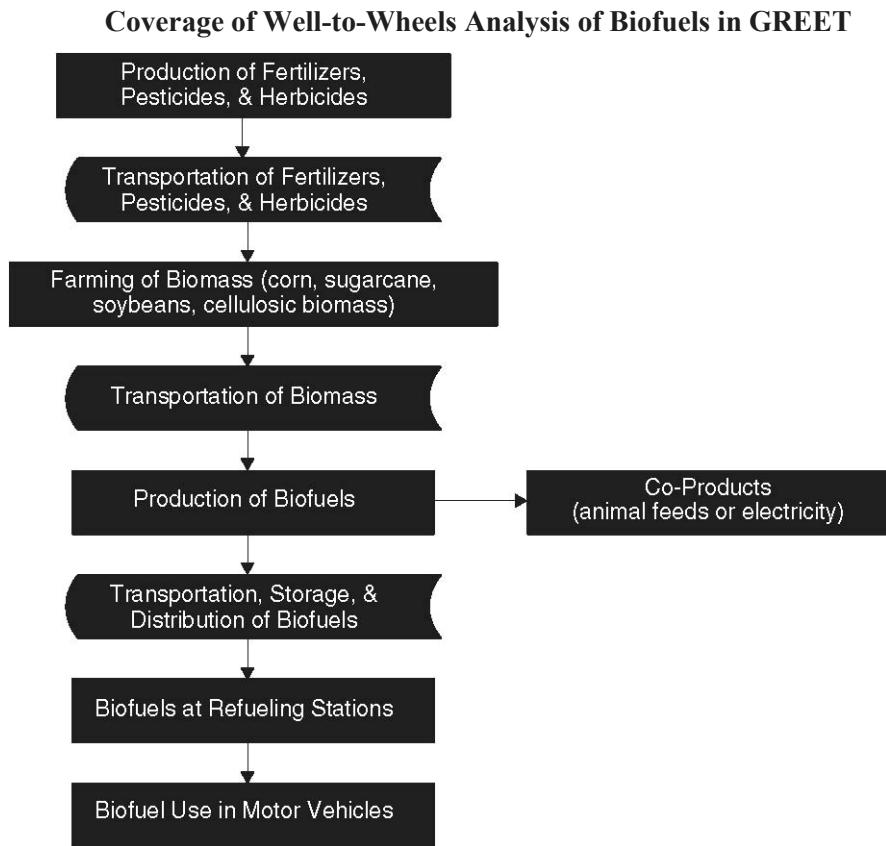 Coverage of Well-to-Wheels Analysis of Biofuels in GREET
Production of Fertilizers,
Pesticides, & Herbicides
Transportation of Fertilizers,
Pesticides, & Herbicides
Farming of Biomass (corn, sugarcane,
soybeans, cellulosic biomass)
Transportation of Biomass
Production of Biofuels
Co-Products
(animal feeds or electricity)
Transportation, Storage, &
Distribution of Biofuels
Biofuels at Refueling Stations
Biofuel Use in Motor Vehicles